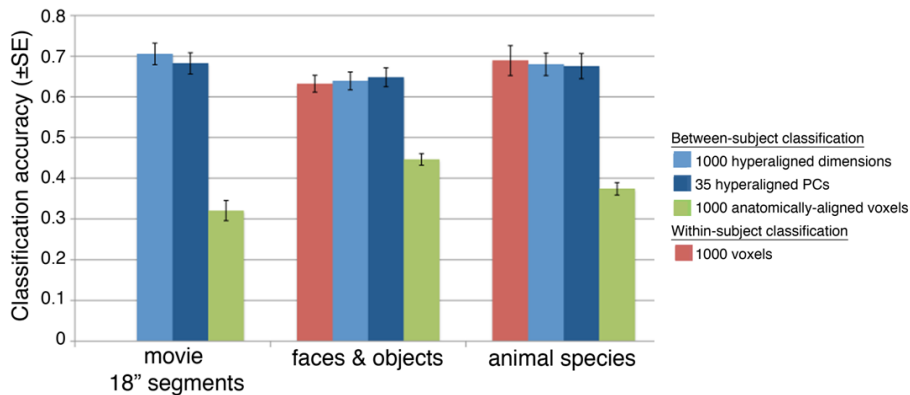 Classification accuracy (±SE)
0.8
0.7
0.6
0.5
0.4
0.3
0.2
0.1
0
movie
18” segments
faces & objects
animal species
Between-subject classification
1000 hyperaligned dimensions
35 hyperaligned PCs
1000 anatomically-aligned voxels
Within-subject classification
1000 voxels